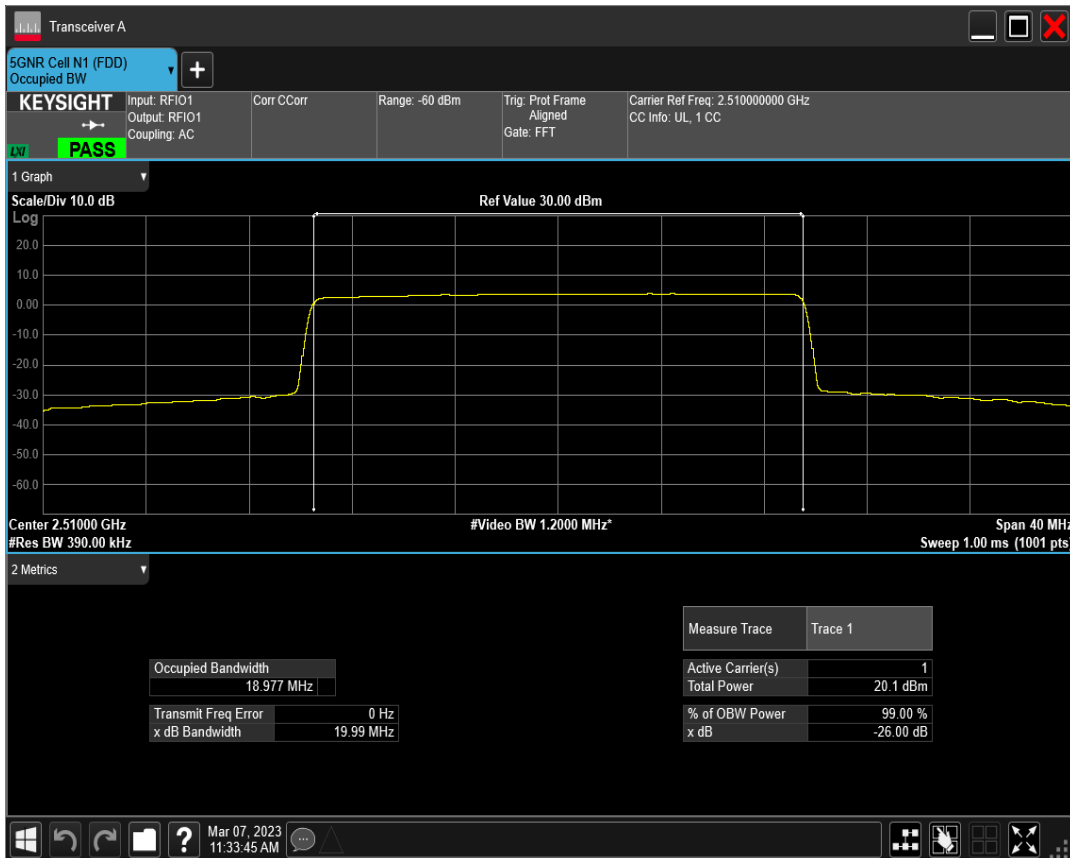 Transceiver A
5GNR Cell N1 (FDD)
Occupied BW
+
KEYSIGHT
LXI
PASS
Input: RFIO1
Output: RFIO1
Coupling: AC
Corr CCorr
Range: -60 dBm
Trig: Prot Frame
Aligned
Gate: FFT
Carrier Ref Freq: 2.510000000 GHz
CC Info: UL, 1 CC
1 Graph
Scale/Div 10.0 dB
Ref Value 30.00 dBm
Log
20.0
10.0
0.00
-10.0
-20.0
-30.0
-40.0
-50.0
-60.0
Center 2.51000 GHz
#Video BW 1.2000 MHz*
Span 40 MHz
#Res BW 390.00 kHz
Sweep 1.00 ms (1001 pts)
2 Metrics
Measure Trace
Trace 1
Occupied Bandwidth
18.977 MHz
Active Carrier(s) 1
Total Power 20.1 dBm
Transmit Freq Error 0 Hz
x dB Bandwidth 19.99 MHz
% of OBW Power 99.00 %
x dB -26.00 dB
?
Mar 07, 2023
11:33:45 AM